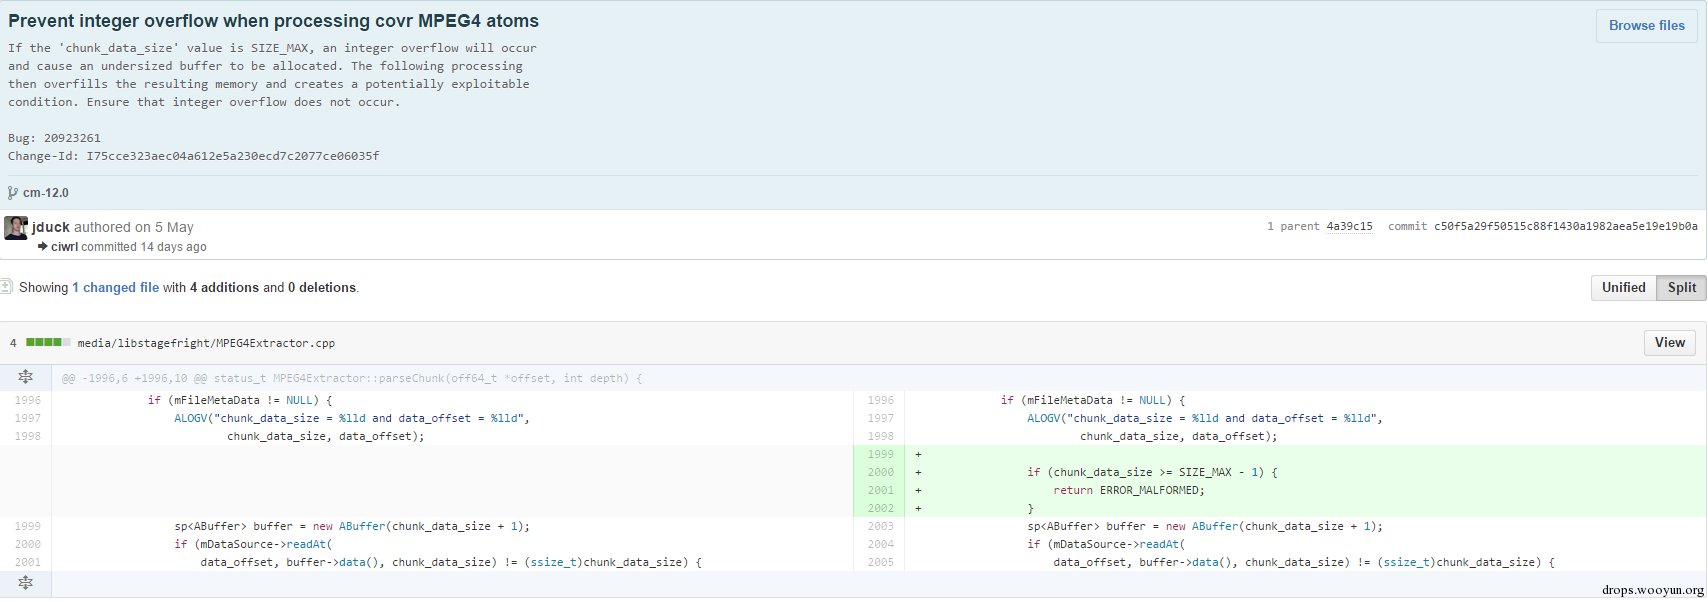 Prevent integer overflow when processing covr MPEG4 atoms
Browse files
If the 'chunk_data_size' value is SIZE_MAX, an integer overflow will occur
and cause an undersized buffer to be allocated. The following processing
then overfills the resulting memory and creates a potentially exploitable
condition. Ensure that integer overflow does not occur.
Bug: 20923261
Change-Id: I75cce323aec04a612e5a230ecd7c2077ce06035f
cm-12.0
jduck authored on 5 May
1 parent 4a39c15 commit c50f5a29f50515c88f1430a1982aea5e19e19b0a
ciwrl committed 14 days ago
Showing 1 changed file with 4 additions and 0 deletions.
Unified Split
4 media/libstagefright/MPEG4Extractor.cpp
View
@@ -1996,6 +1996,10 @@ status_t MPEG4Extractor::parseChunk(off64_t *offset, int depth) {
1996 if (mFileMetaData != NULL) {
1997 ALOGV("chunk_data_size = %lld and data_offset = %lld",
1998 chunk_data_size, data_offset);
1999 sp<ABuffer> buffer = new ABuffer(chunk_data_size + 1);
2000 if (mDataSource->readAt(
2001 data_offset, buffer->data(), chunk_data_size) != (ssize_t)chunk_data_size) {
1996 if (mFileMetaData != NULL) {
1997 ALOGV("chunk_data_size = %lld and data_offset = %lld",
1998 chunk_data_size, data_offset);
1999 +
2000 + if (chunk_data_size >= SIZE_MAX - 1) {
2001 + return ERROR_MALFORMED;
2002 + }
2003 sp<ABuffer> buffer = new ABuffer(chunk_data_size + 1);
2004 if (mDataSource->readAt(
2005 data_offset, buffer->data(), chunk_data_size) != (ssize_t)chunk_data_size) {
drops.wooyun.org